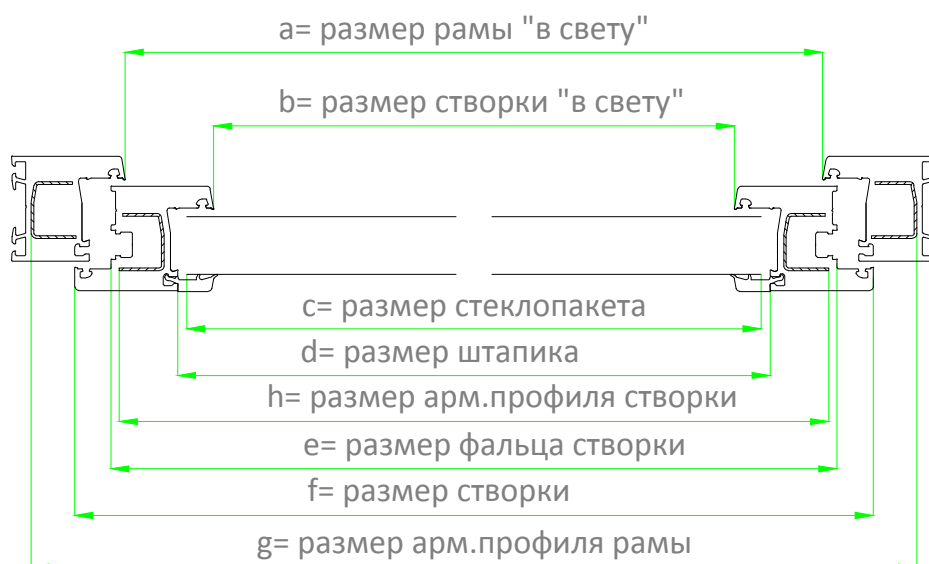 a= размер рамы "в свету"
b= размер створки "в свету"
c= размер стеклопакета
d= размер штапика
h= размер арм.профиля створки
e= размер фальца створки
f= размер створки
g= размер арм.профиля рамы